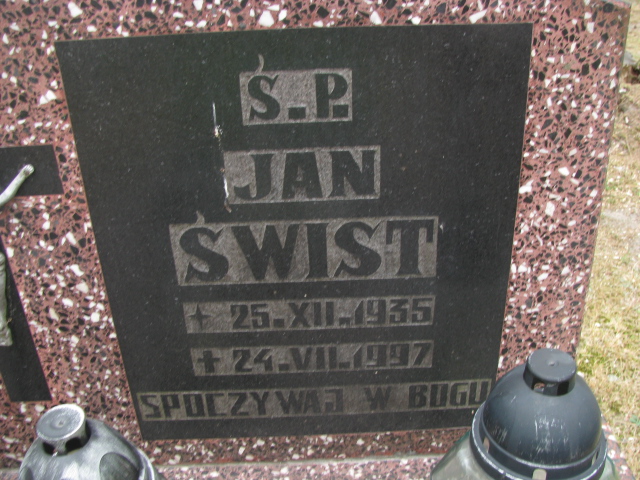 Ś.P.
JAN
ŚWIST
+ 25.XII.1935
+ 24.VII.1997
SPOCZYWAJ W BOGU